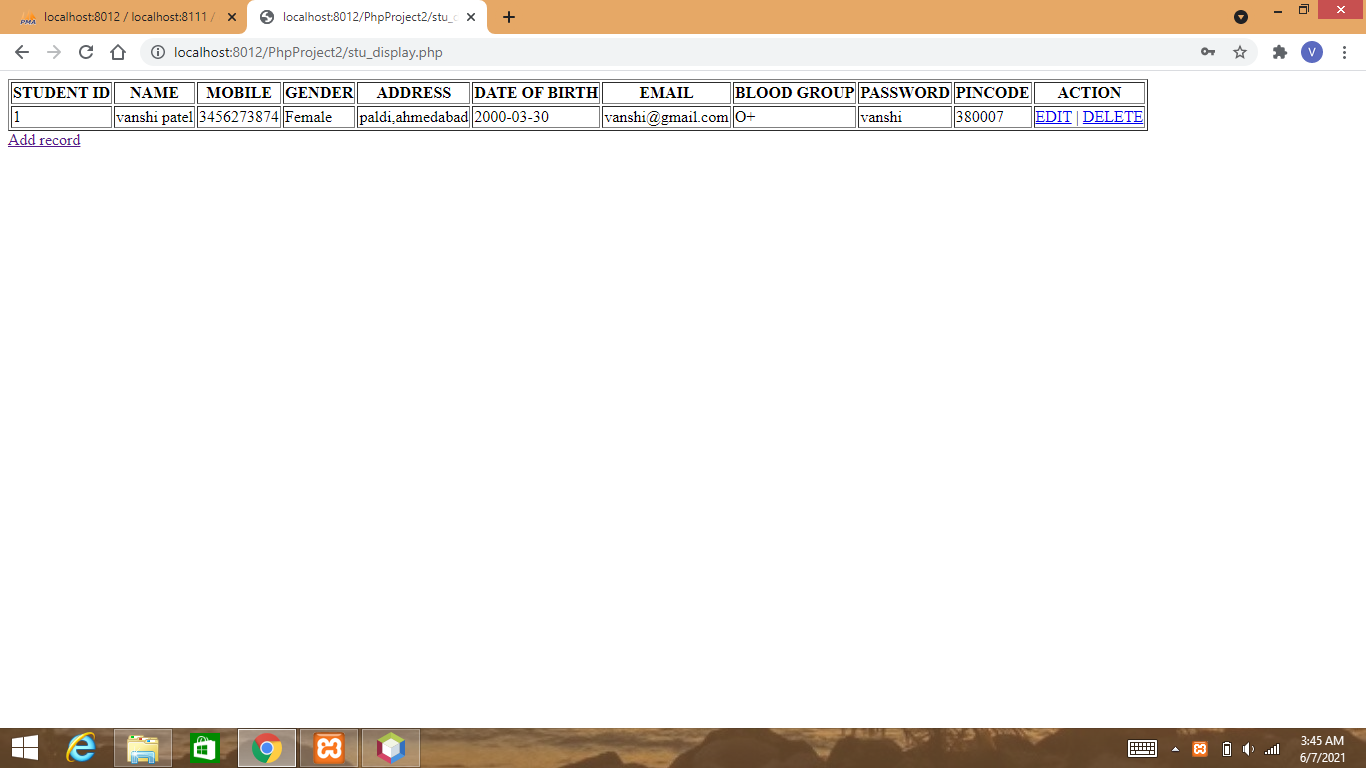 localhost:8012 / localhost:8111 /
localhost:8012/PhpProject2/stu_d
localhost:8012/PhpProject2/stu_display.php
V
STUDENT ID NAME MOBILE GENDER ADDRESS DATE OF BIRTH EMAIL BLOOD GROUP PASSWORD PINCODE ACTION
1 vanshi patel 3456273874 Female paldi,ahmedabad 2000-03-30 vanshi@gmail.com O+ vanshi 380007 EDIT | DELETE
Add record
3:45 AM
6/7/2021